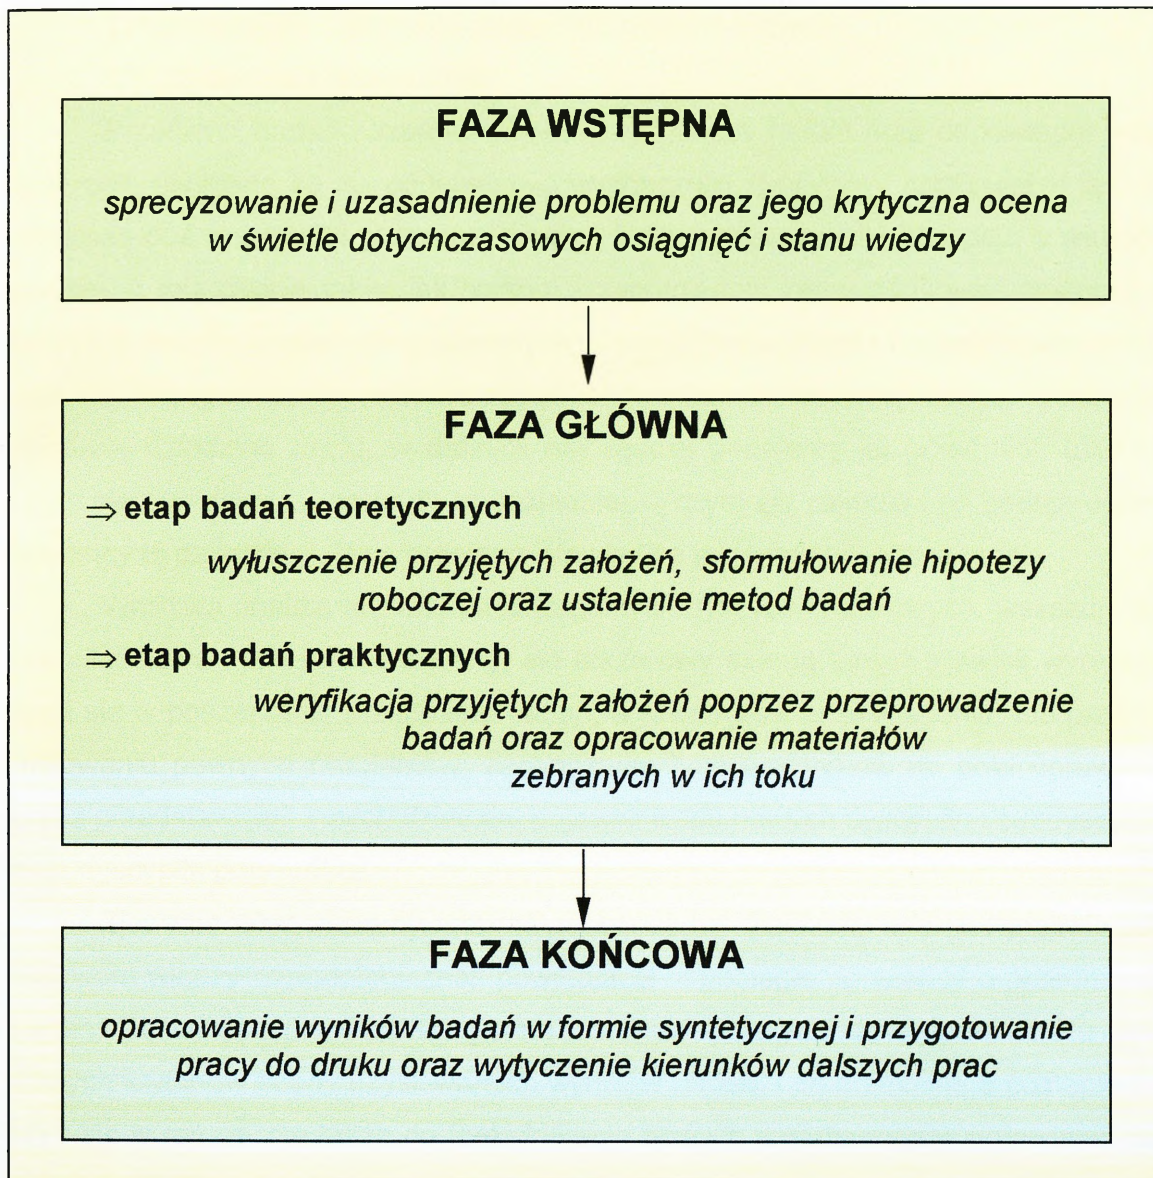 FAZA WSTĘPNA
sprecyzowanie i uzasadnienie problemu oraz jego krytyczna ocena
w świetle dotychczasowych osiągnięć i stanu wiedzy
FAZA GŁÓWNA
⇒ etap badań teoretycznych
wyłuszczenie przyjętych założeń, sformułowanie hipotezy
roboczej oraz ustalenie metod badań
⇒ etap badań praktycznych
weryfikacja przyjętych założeń poprzez przeprowadzenie
badań oraz opracowanie materiałów
zebranych w ich toku
FAZA KOŃCOWA
opracowanie wyników badań w formie syntetycznej i przygotowanie
pracy do druku oraz wytyczenie kierunków dalszych prac